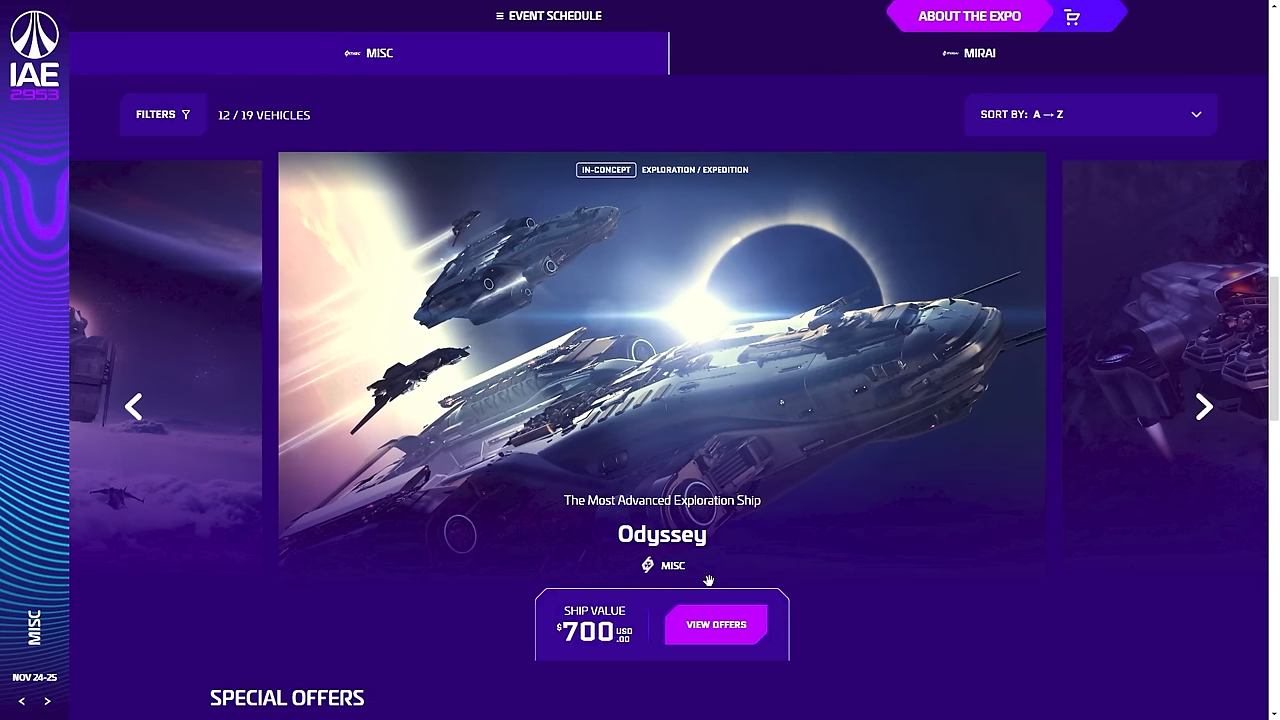 EVENT SCHEDULE
ABOUT THE EXPO
IAE
2953
MISC
MIRAI
FILTERS
12 / 19 VEHICLES
SORT BY: A → Z
IN-CONCEPT
EXPLORATION / EXPEDITION
The Most Advanced Exploration Ship
Odyssey
MISC
SHIP VALUE
$700 USD .00
VIEW OFFERS
MISC
NOV 24-25
SPECIAL OFFERS